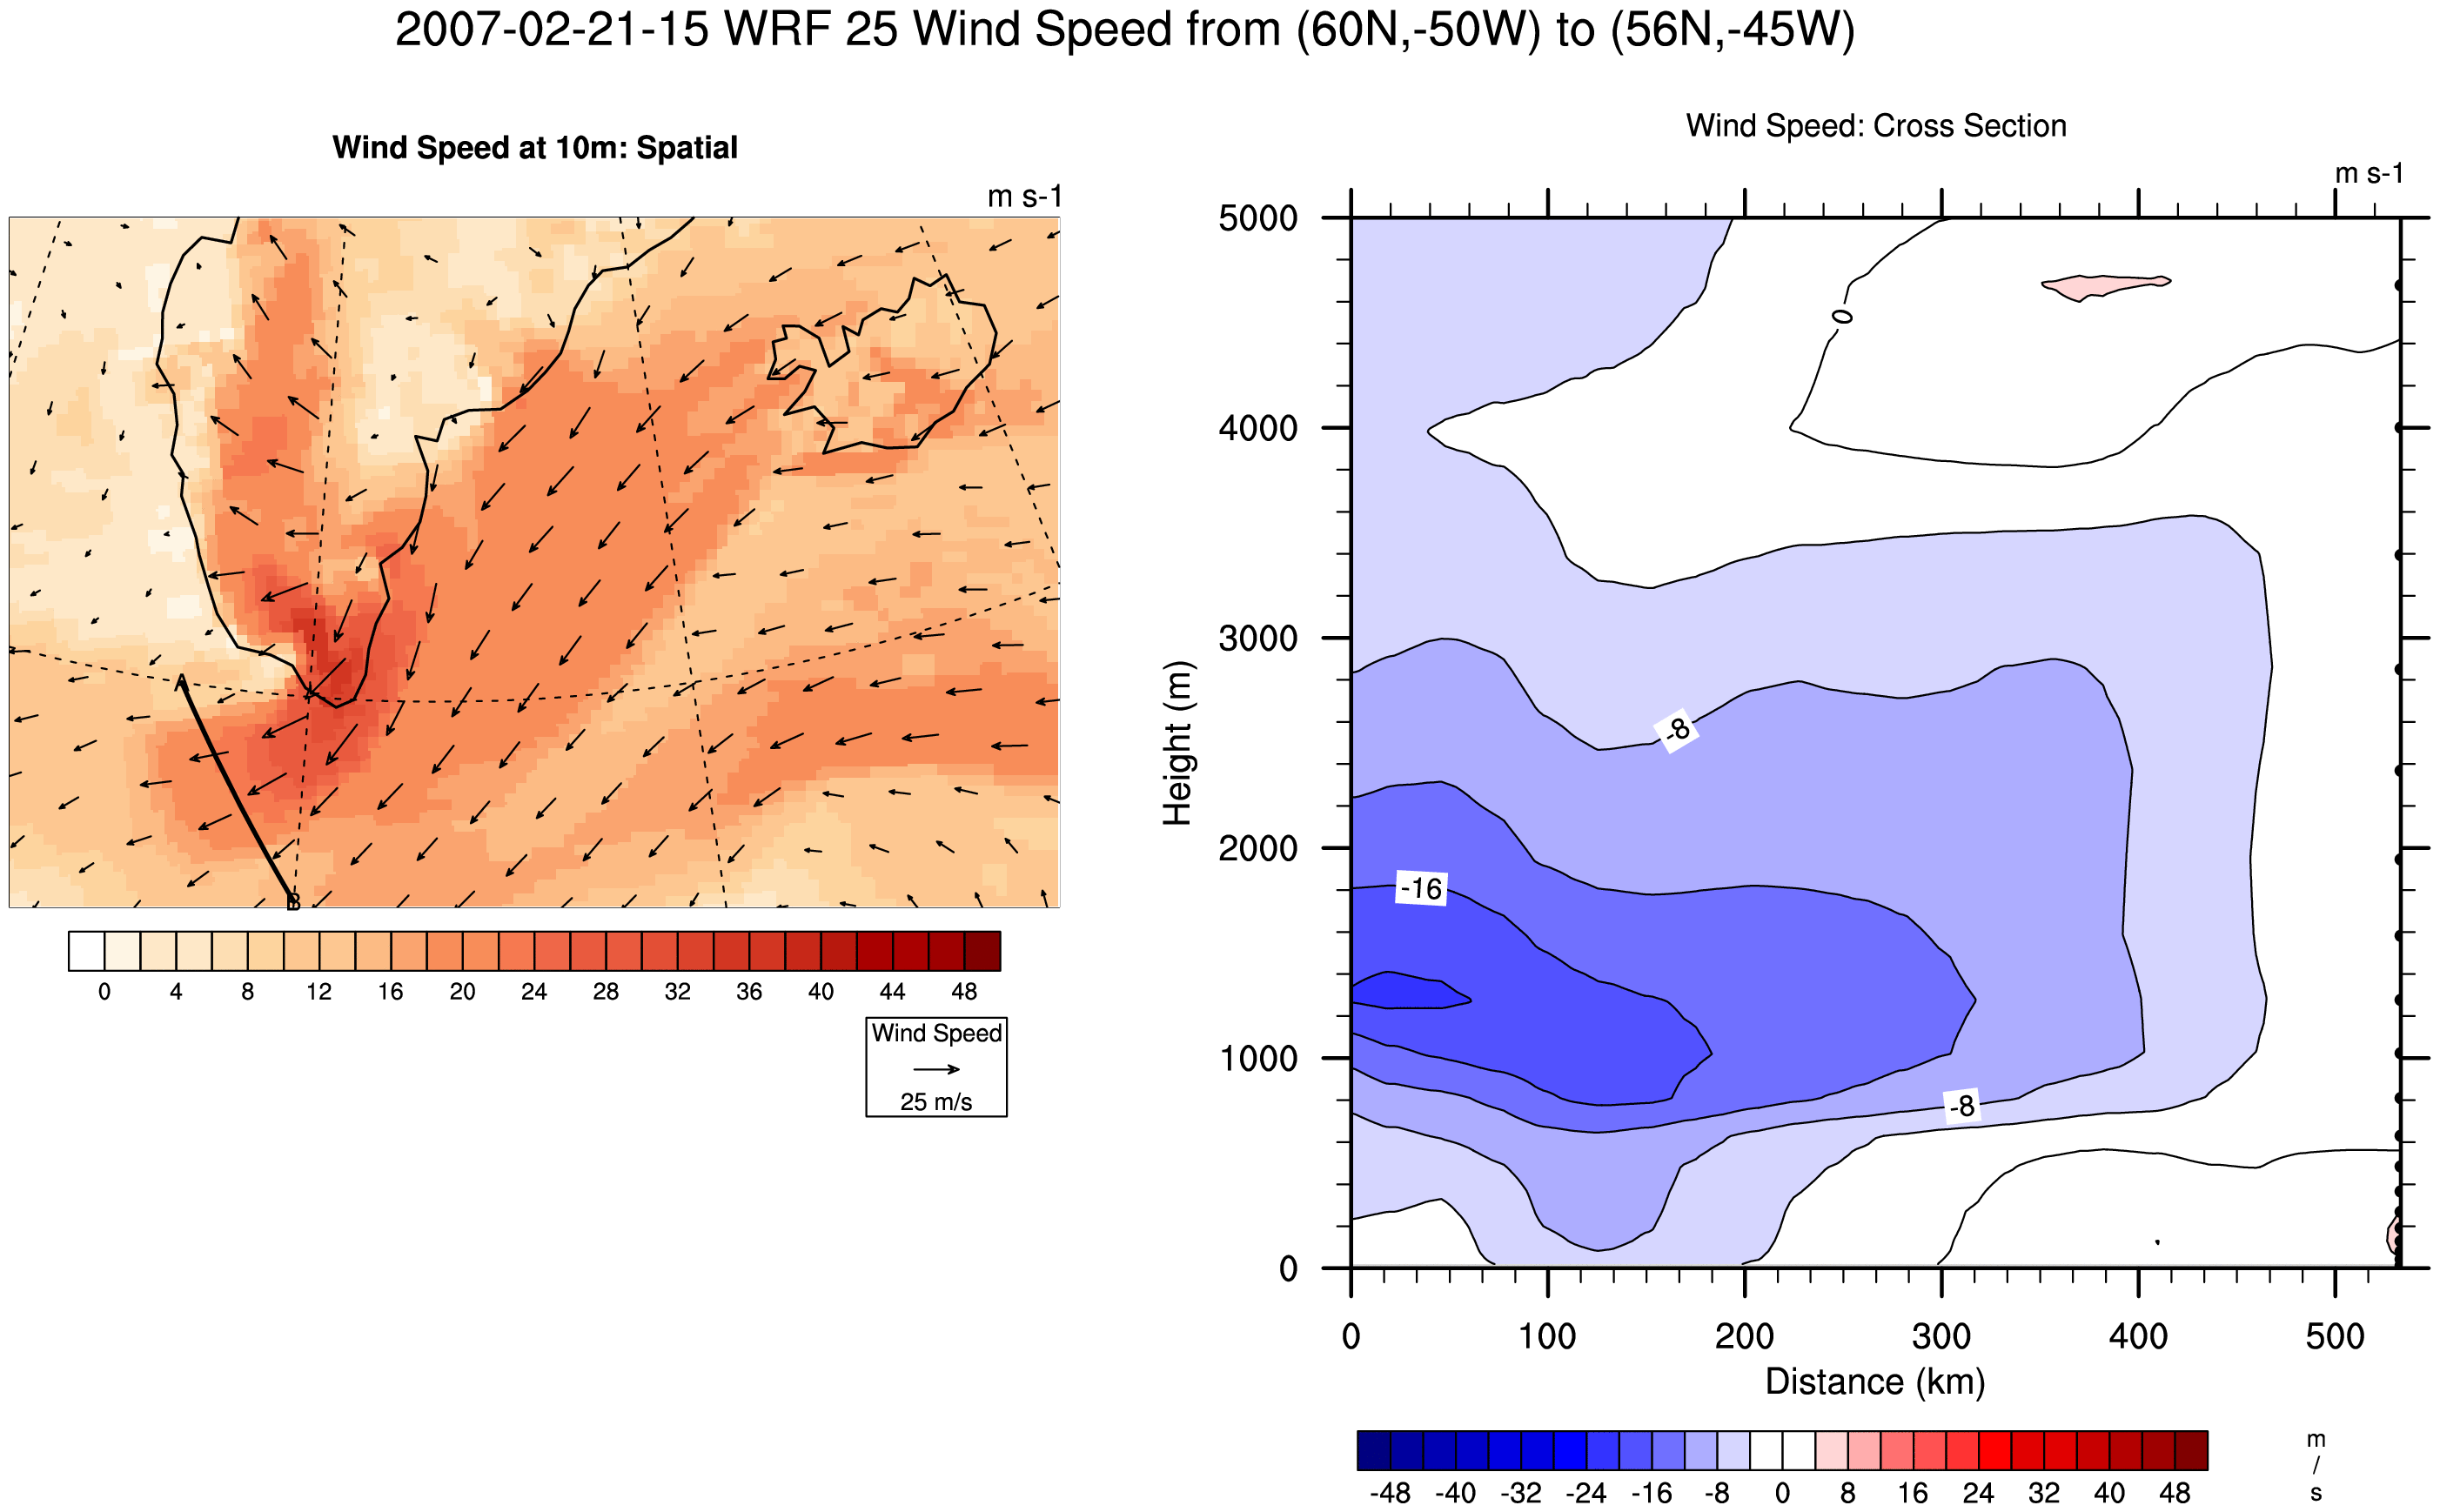 2007-02-21-15 WRF 25 Wind Speed from (60N,-50W) to (56N,-45W)
Wind Speed at 10m: Spatial
m s-1
A
B
0 4 8 12 16 20 24 28 32 36 40 44 48
Wind Speed
25 m/s
Wind Speed: Cross Section
m s-1
5000
4000
3000
2000
1000
0
Height (m)
0
-8
-16
-8
0 100 200 300 400 500
Distance (km)
-48 -40 -32 -24 -16 -8 0 8 16 24 32 40 48
m
/
s